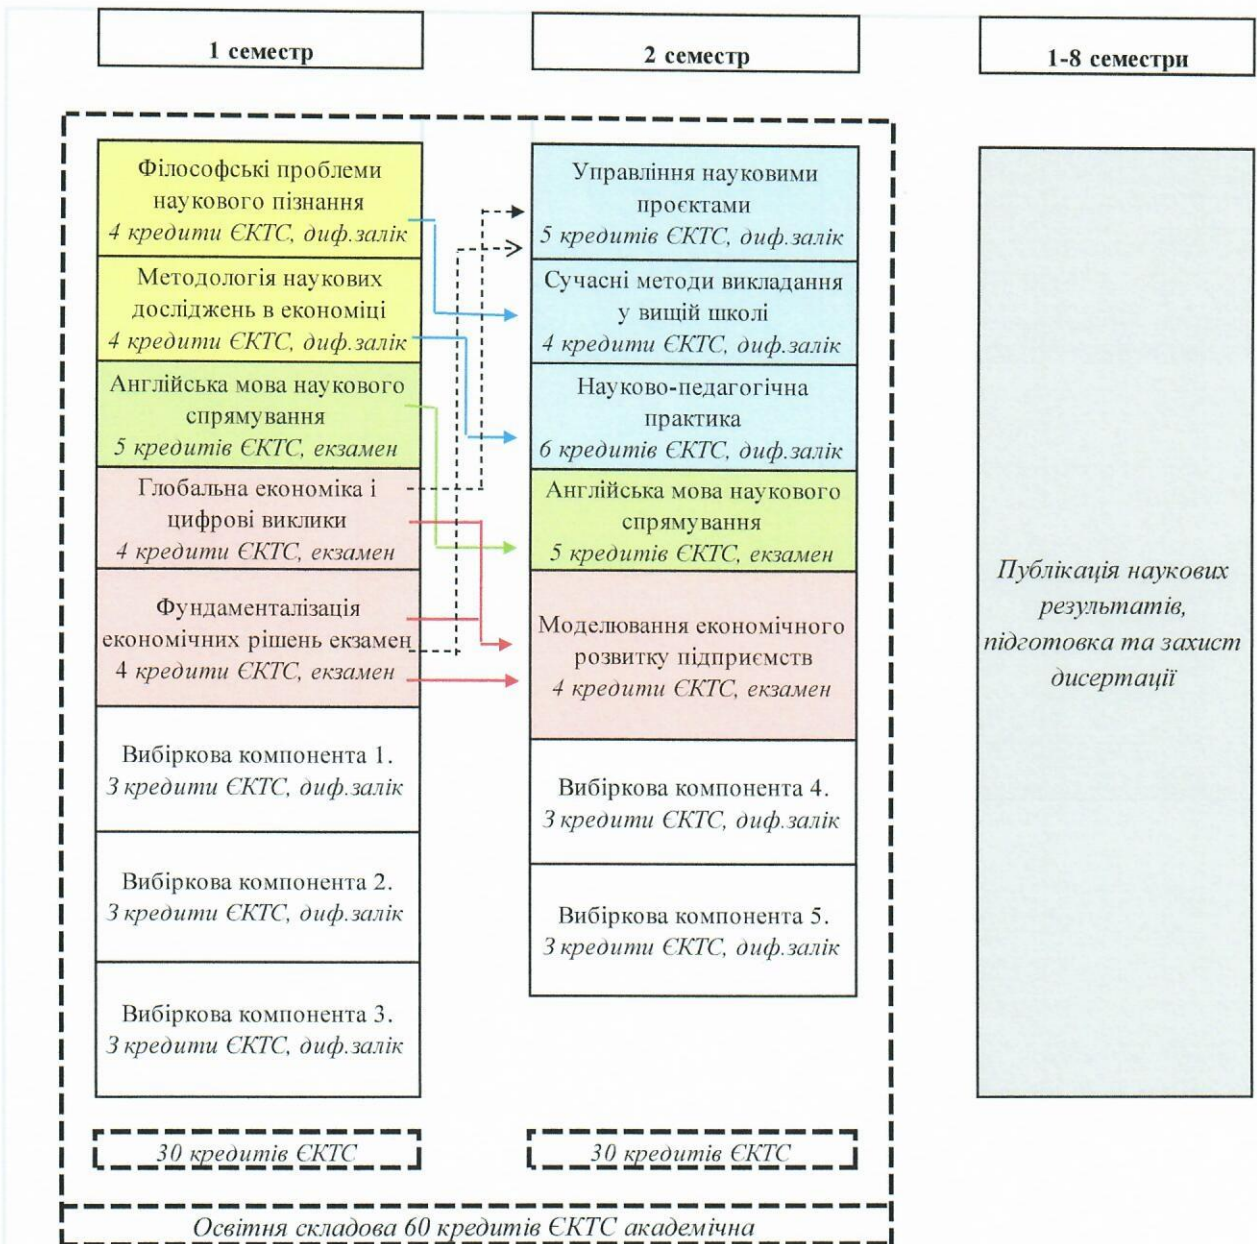 1 семестр
2 семестр
1-8 семестри
Філософські проблеми
наукового пізнання
4 кредити ЄКТС, диф.залік
Методологія наукових
досліджень в економіці
4 кредити ЄКТС, диф.залік
Англійська мова наукового
спрямування
5 кредитів ЄКТС, екзамен
Глобальна економіка і
цифрові виклики
4 кредити ЄКТС, екзамен
Фундаменталізація
економічних рішень екзамен
4 кредити ЄКТС, екзамен
Вибіркова компонента 1.
3 кредити ЄКТС, диф.залік
Вибіркова компонента 2.
3 кредити ЄКТС, диф.залік
Вибіркова компонента 3.
3 кредити ЄКТС, диф.залік
30 кредитів ЄКТС
Управління науковими
проєктами
5 кредитів ЄКТС, диф.залік
Сучасні методи викладання
у вищій школі
4 кредити ЄКТС, диф.залік
Науково-педагогічна
практика
6 кредитів ЄКТС, диф.залік
Англійська мова наукового
спрямування
5 кредитів ЄКТС, екзамен
Моделювання економічного
розвитку підприємств
4 кредити ЄКТС, екзамен
Вибіркова компонента 4.
3 кредити ЄКТС, диф.залік
Вибіркова компонента 5.
3 кредити ЄКТС, диф.залік
30 кредитів ЄКТС
Публікація наукових
результатів,
підготовка та захист
дисертації
Освітня складова 60 кредитів ЄКТС академічна